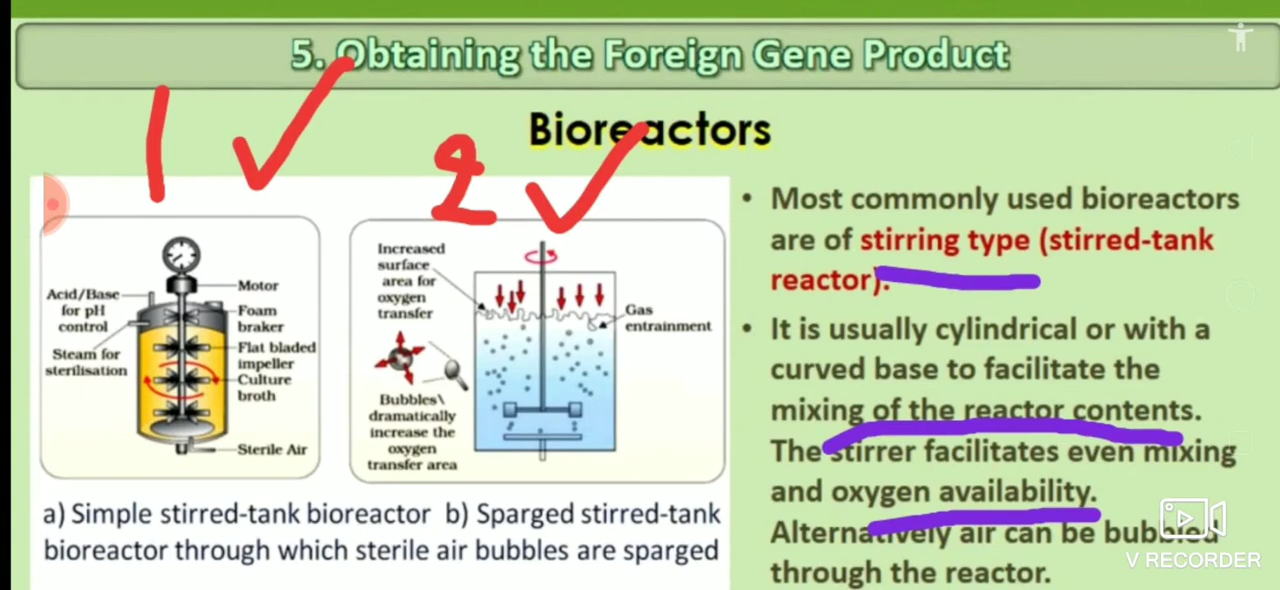 5. Obtaining the Foreign Gene Product
Bioreactors
1
2
Acid/Base
for pH
control
Steam for
sterilisation
Motor
Foam
braker
Flat bladed
impeller
Culture
broth
Sterile Air
Increased
surface
area for
oxygen
transfer
Bubbles\
dramatically
increase the
oxygen
transfer area
Gas
entrainment
a) Simple stirred-tank bioreactor b) Sparged stirred-tank
bioreactor through which sterile air bubbles are sparged
• Most commonly used bioreactors
are of stirring type (stirred-tank
reactor).
• It is usually cylindrical or with a
curved base to facilitate the
mixing of the reactor contents.
The stirrer facilitates even mixing
and oxygen availability.
Alternatively air can be bubbled
through the reactor.
V RECORDER